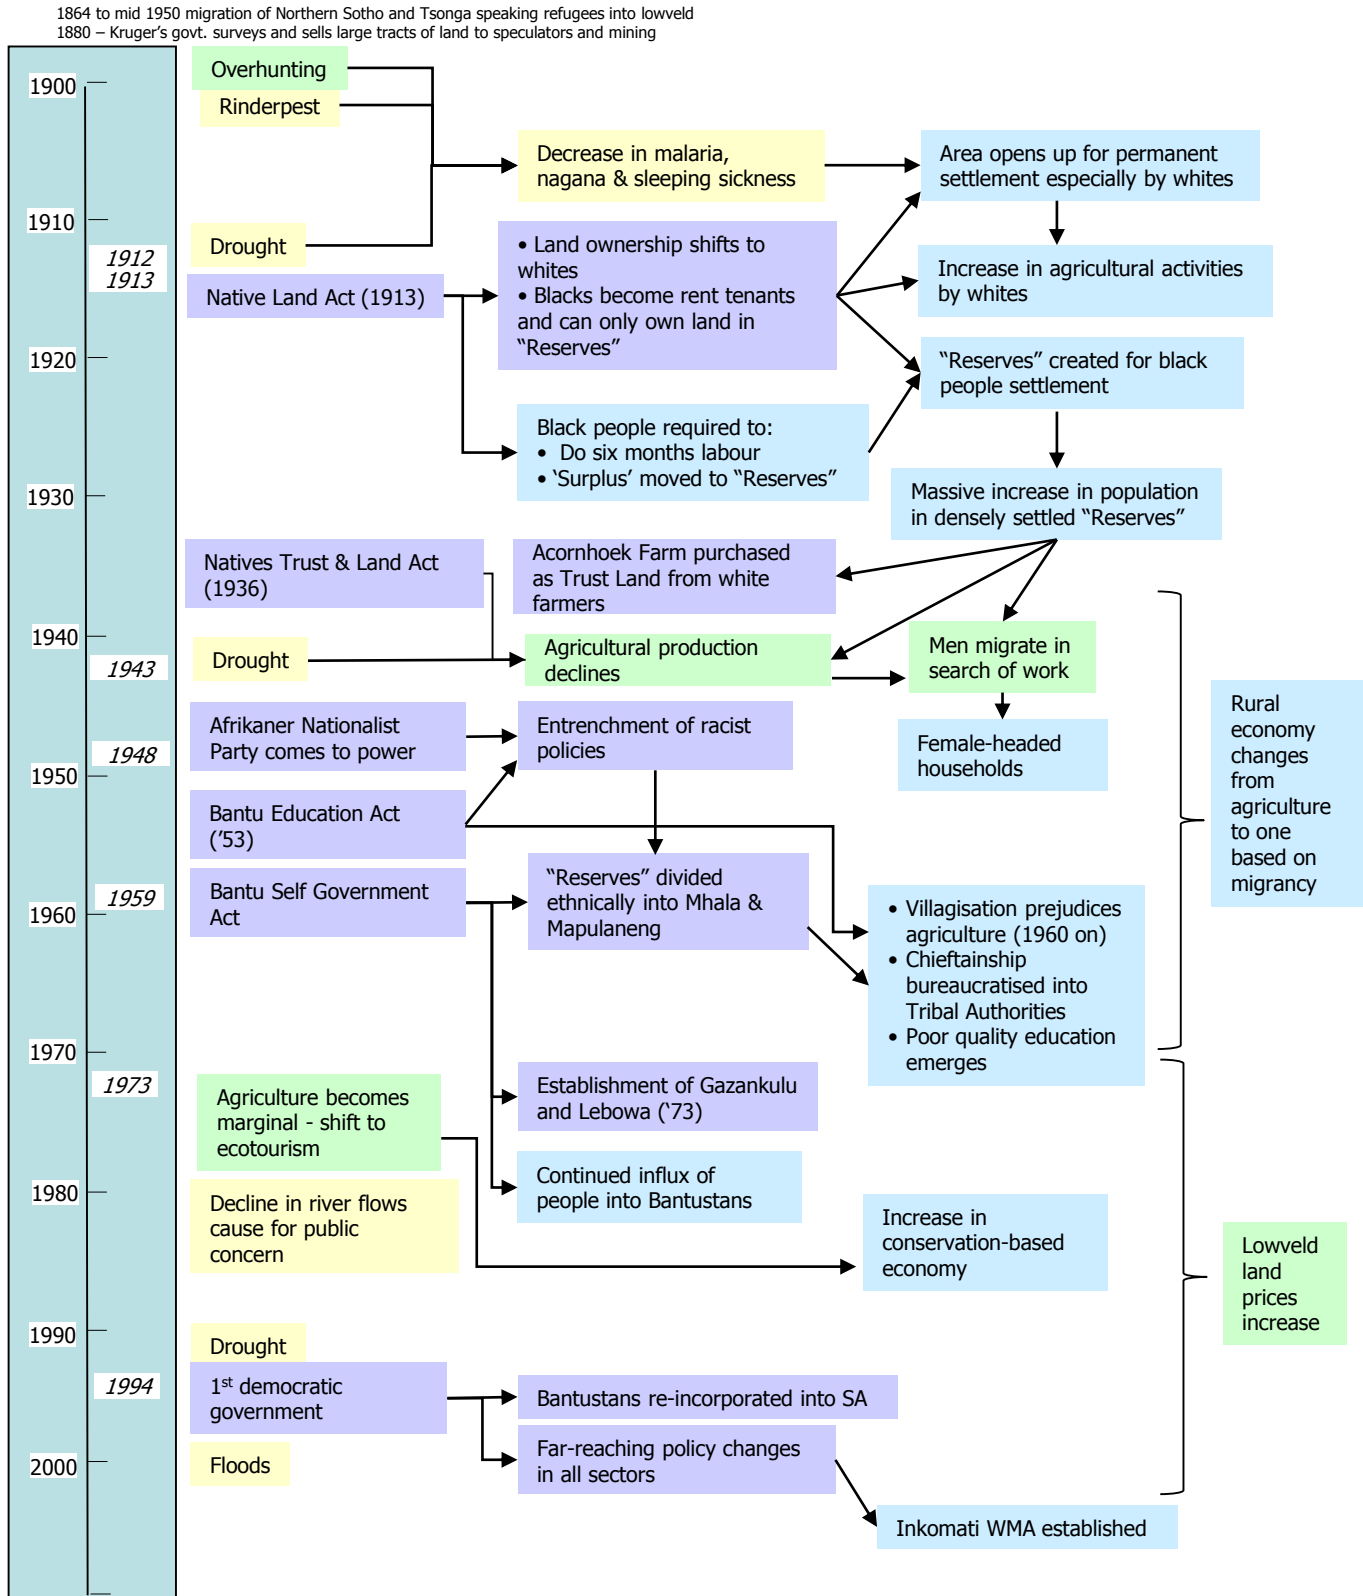 1864 to mid 1950 migration of Northern Sotho and Tsonga speaking refugees into lowveld
1880 – Kruger's govt. surveys and sells large tracts of land to speculators and mining
1900
Overhunting
Rinderpest
Decrease in malaria,
nagana & sleeping sickness
Area opens up for permanent
settlement especially by whites
1910
1912
1913
Drought
Native Land Act (1913)
• Land ownership shifts to
whites
• Blacks become rent tenants
and can only own land in
“Reserves”
Increase in agricultural activities
by whites
1920
“Reserves” created for black
people settlement
Black people required to:
• Do six months labour
• ‘Surplus’ moved to “Reserves”
1930
Massive increase in population
in densely settled “Reserves”
Natives Trust & Land Act
(1936)
Acornhoek Farm purchased
as Trust Land from white
farmers
1940
1943
Drought
Agricultural production
declines
Men migrate in
search of work
Female-headed
households
Rural
economy
changes
from
agriculture
to one
based on
migrancy
1948
1950
Afrikaner Nationalist
Party comes to power
Entrenchment of racist
policies
Bantu Education Act
(’53)
1959
1960
Bantu Self Government
Act
“Reserves” divided
ethnically into Mhala &
Mapulaneng
• Villagisation prejudices
agriculture (1960 on)
• Chieftainship
bureaucratised into
Tribal Authorities
• Poor quality education
emerges
1970
1973
Agriculture becomes
marginal - shift to
ecotourism
Establishment of Gazankulu
and Lebowa (‘73)
Continued influx of
people into Bantustans
1980
Decline in river flows
cause for public
concern
Increase in
conservation-based
economy
Lowveld
land
prices
increase
1990
Drought
1994
1st democratic
government
Bantustans re-incorporated into SA
Far-reaching policy changes
in all sectors
2000
Floods
Inkomati WMA established